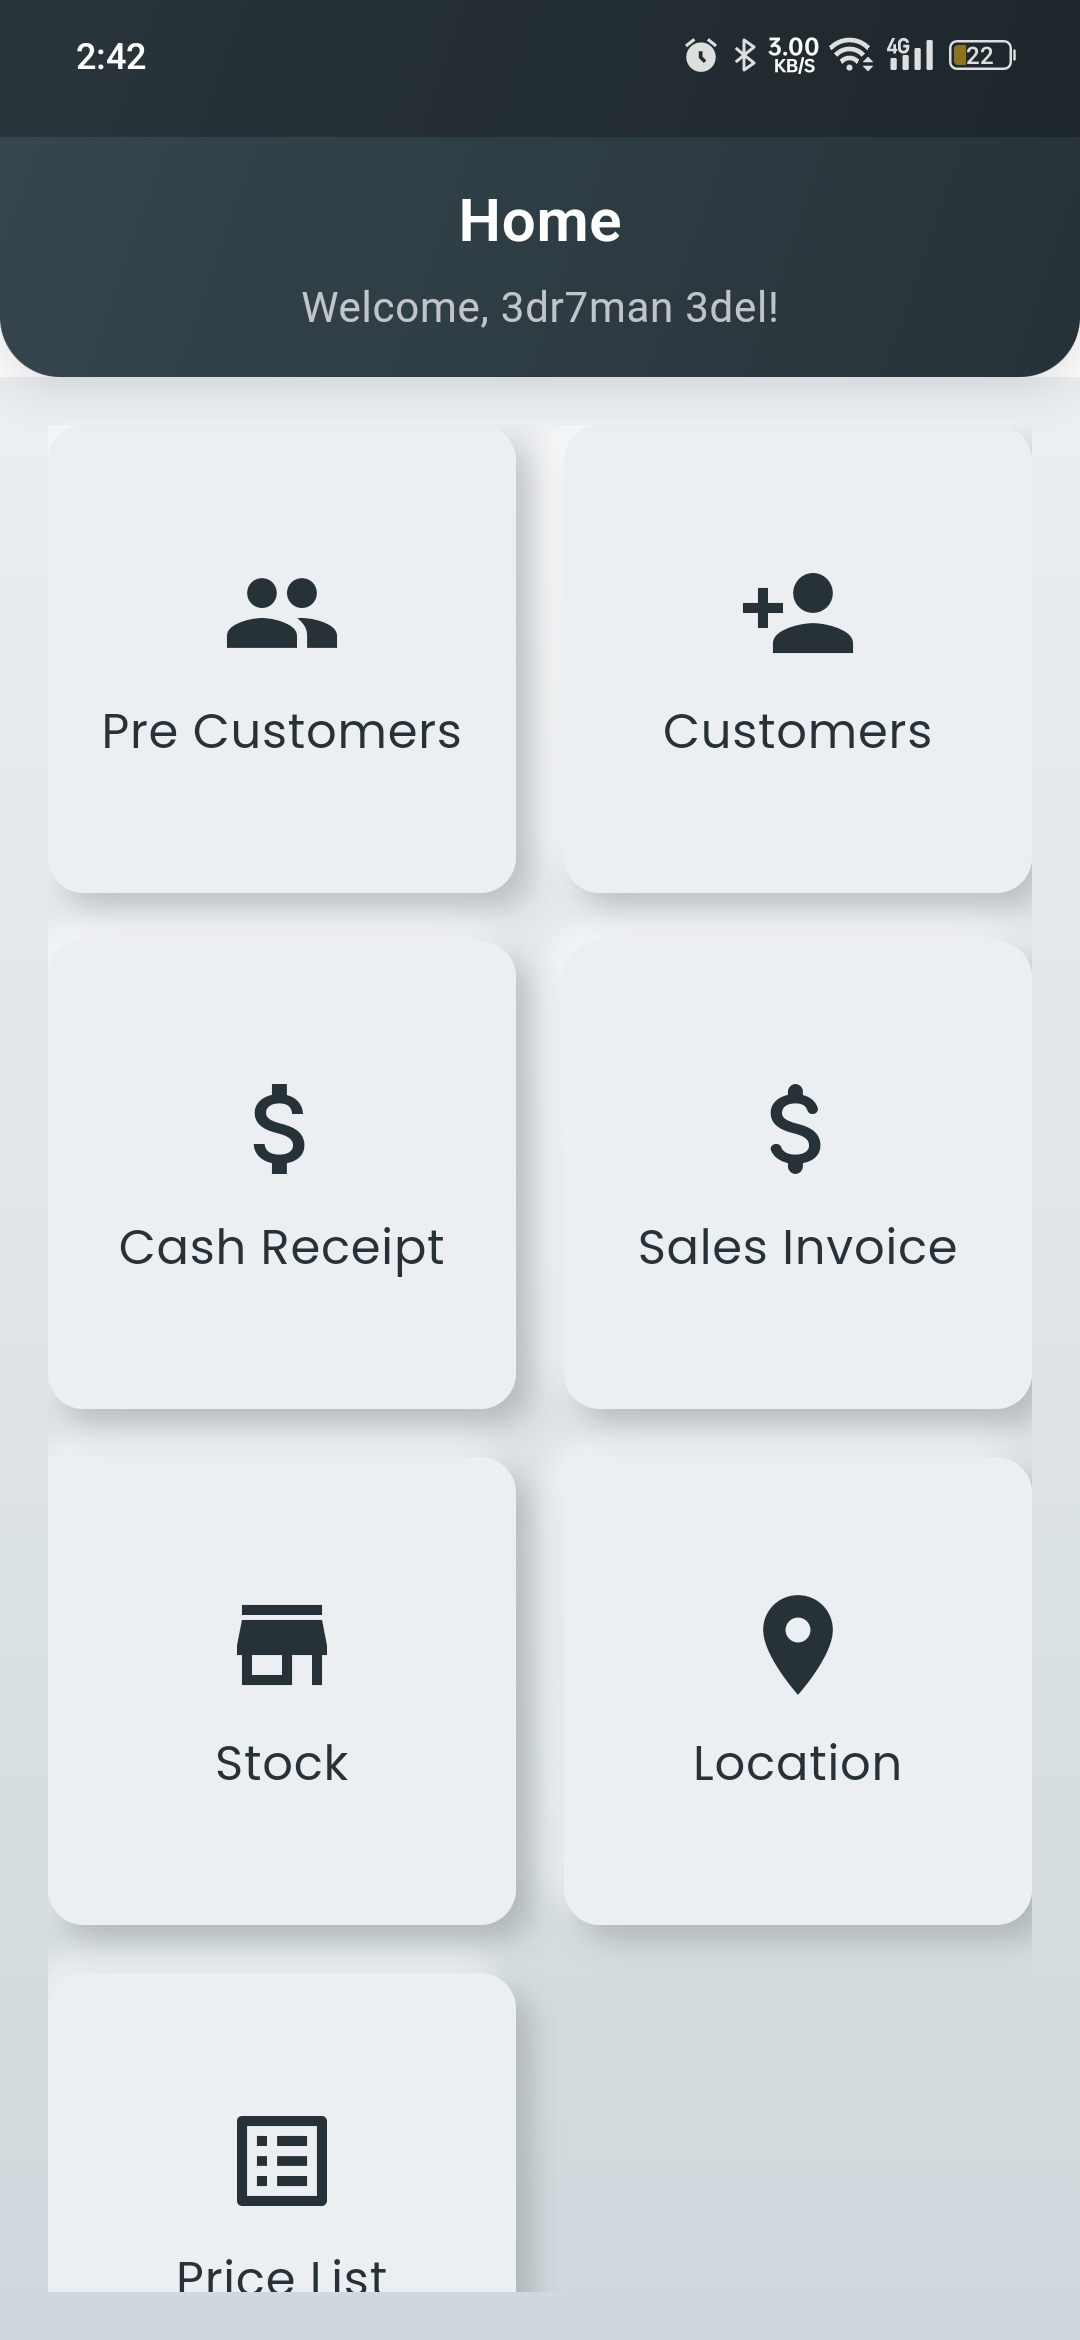 2:42
3.00
KB/S
4G
22
Home
Welcome, 3dr7man 3del!
Pre Customers
Customers
Cash Receipt
Sales Invoice
Stock
Location
Price List